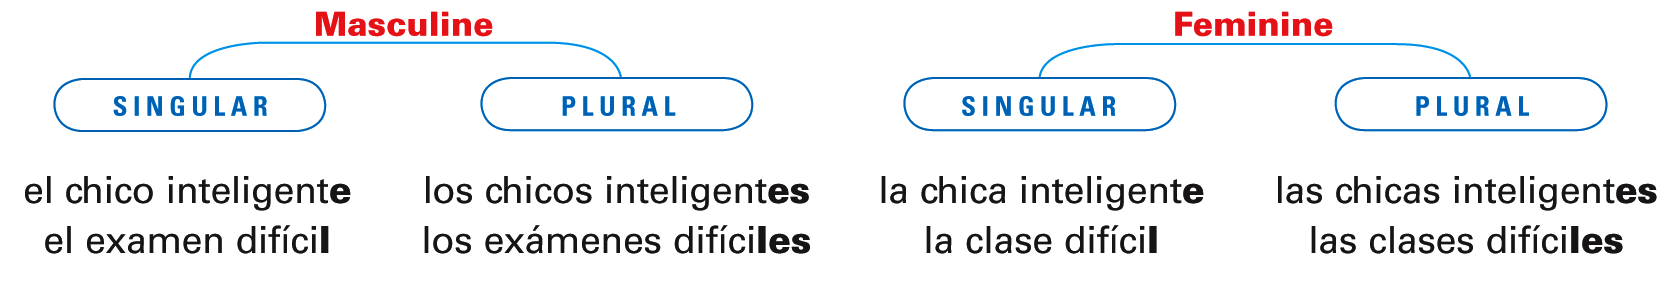 Masculine Feminine
SINGULAR PLURAL SINGULAR PLURAL
el chico inteligente los chicos inteligentes la chica inteligente las chicas inteligentes
el examen difícil los exámenes difíciles la clase difícil las clases difíciles